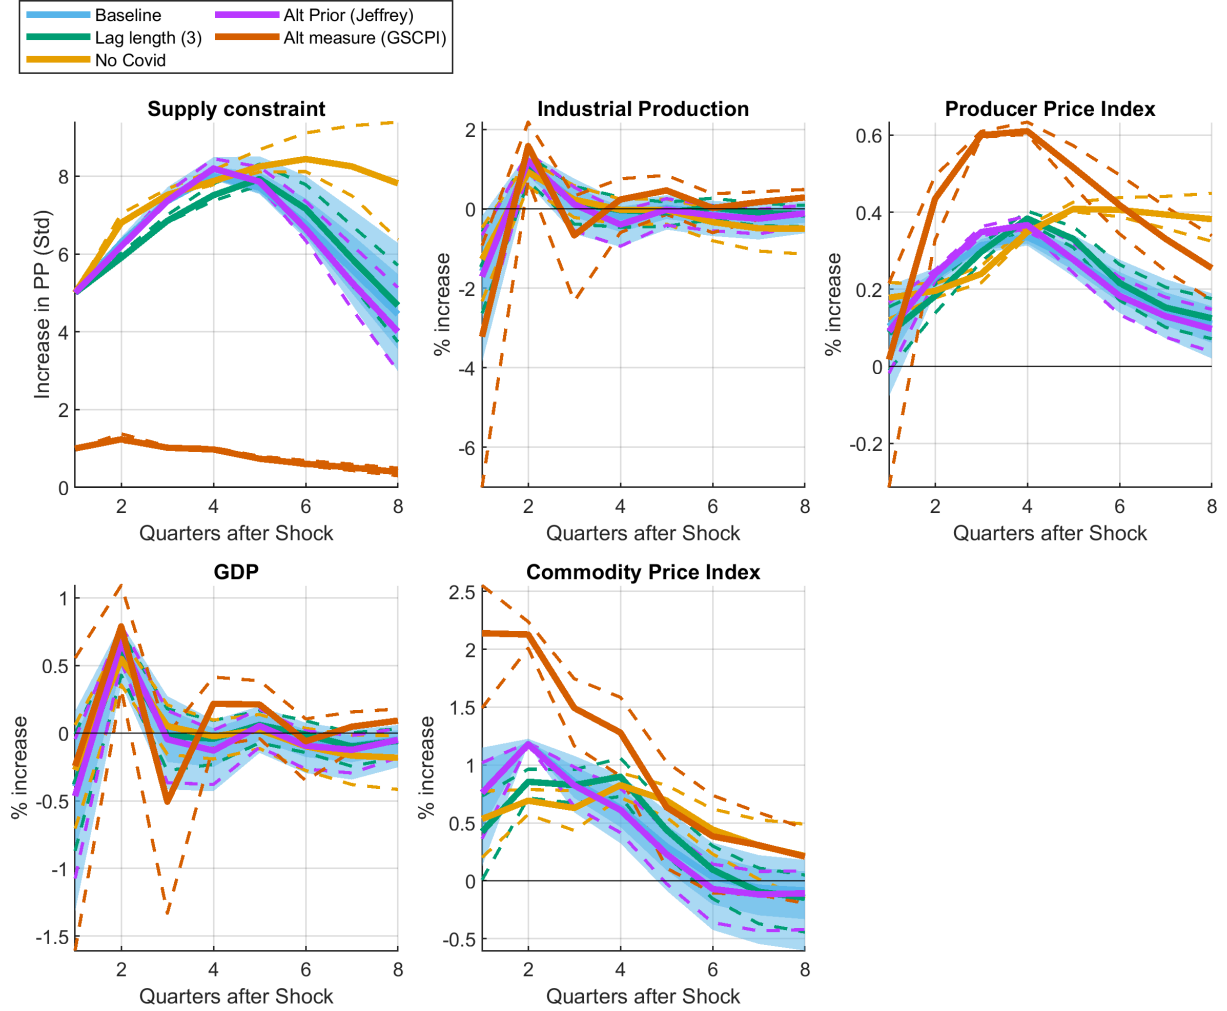 Baseline
Alt Prior (Jeffrey)
Lag length (3)
Alt measure (GSCPI)
No Covid
Supply constraint
Industrial Production
Producer Price Index
Increase in PP (Std)
8
6
4
2
0
2 4 6 8
Quarters after Shock
% increase
2
0
-2
-4
-6
2 4 6 8
Quarters after Shock
% increase
0.6
0.4
0.2
0
-0.2
2 4 6 8
Quarters after Shock
GDP
Commodity Price Index
% increase
1
0.5
0
-0.5
-1
-1.5
2 4 6 8
Quarters after Shock
% increase
2.5
2
1.5
1
0.5
0
-0.5
2 4 6 8
Quarters after Shock